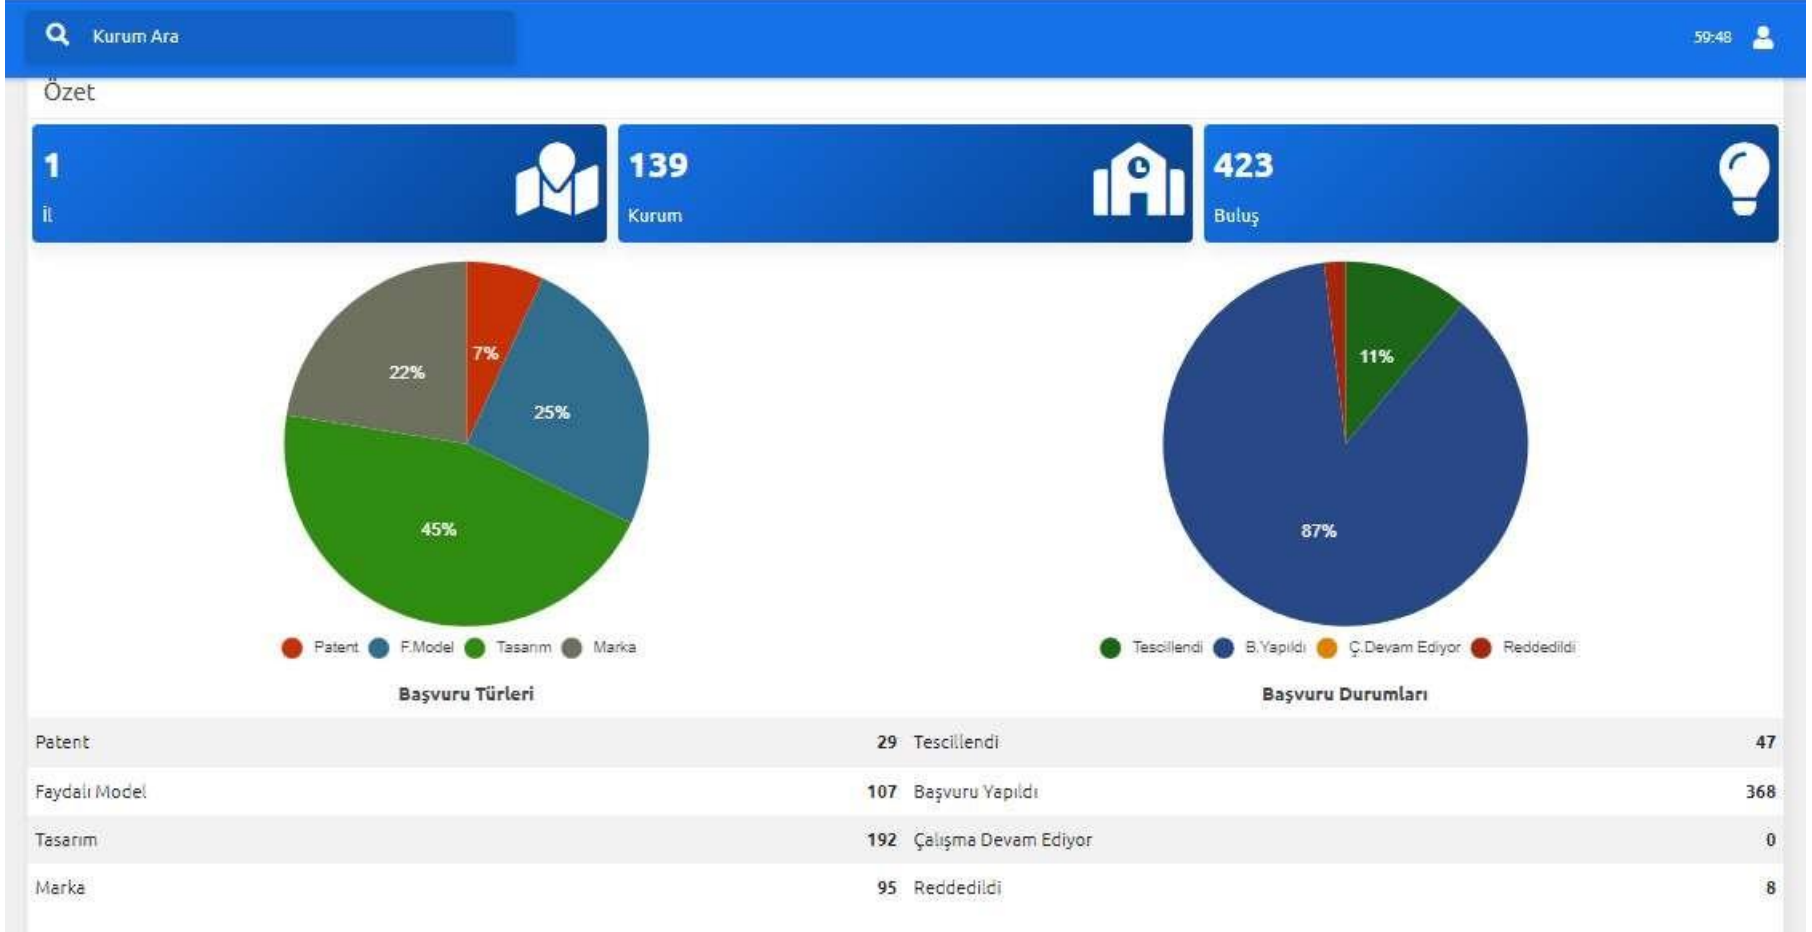 Kurum Ara
59:48
Özet
1
İl
139
Kurum
423
Buluş
7%
22%
25%
45%
Patent F.Model Tasarım Marka
Başvuru Türleri
11%
87%
Tescillendi B.Yapıldı Ç.Devam Ediyor Reddedildi
Başvuru Durumları
Patent 29 Tescillendi 47
Faydalı Model 107 Başvuru Yapıldı 368
Tasarım 192 Çalışma Devam Ediyor 0
Marka 95 Reddedildi 8